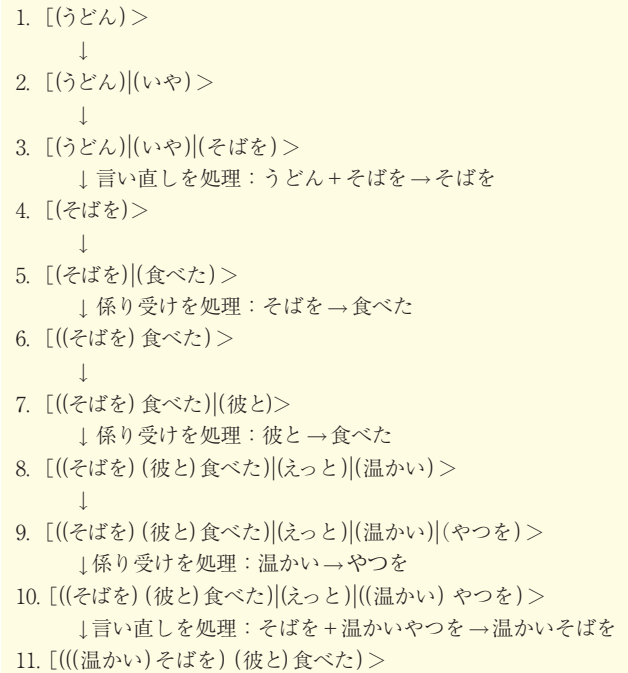 1. [(うどん)>
↓
2. [(うどん)|(いや)>
↓
3. [(うどん)|(いや)|(そばを)>
↓言い直しを処理：うどん+そばを→そばを
4. [(そばを)>
↓
5. [(そばを)|(食べた)>
↓係り受けを処理：そばを→食べた
6. [((そばを)食べた)>
↓
7. [((そばを)食べた)|(彼と)>
↓係り受けを処理：彼と→食べた
8. [((そばを)(彼と)食べた)|(えっと)|(温かい)>
↓
9. [((そばを)(彼と)食べた)|(えっと)|(温かい)|(やつを)>
↓係り受けを処理：温かい→やつを
10. [((そばを)(彼と)食べた)|(えっと)|((温かい) やつを)>
↓言い直しを処理：そばを+温かいやつを→温かいそばを
11. [(((温かい)そばを)(彼と)食べた)>